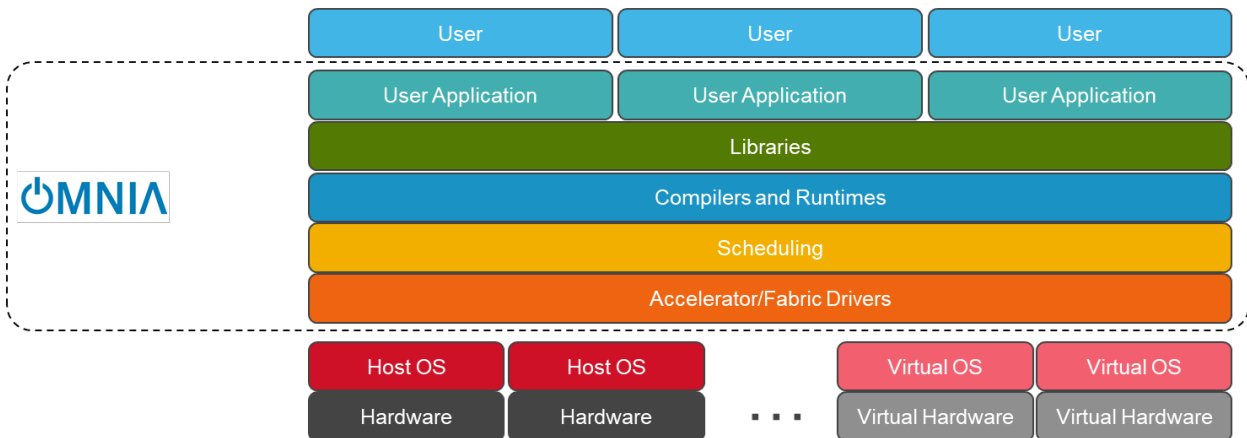 User User User
User Application User Application User Application
Libraries
OMNIA
Compilers and Runtimes
Scheduling
Accelerator/Fabric Drivers
Host OS Host OS Virtual OS Virtual OS
Hardware Hardware ... Virtual Hardware Virtual Hardware